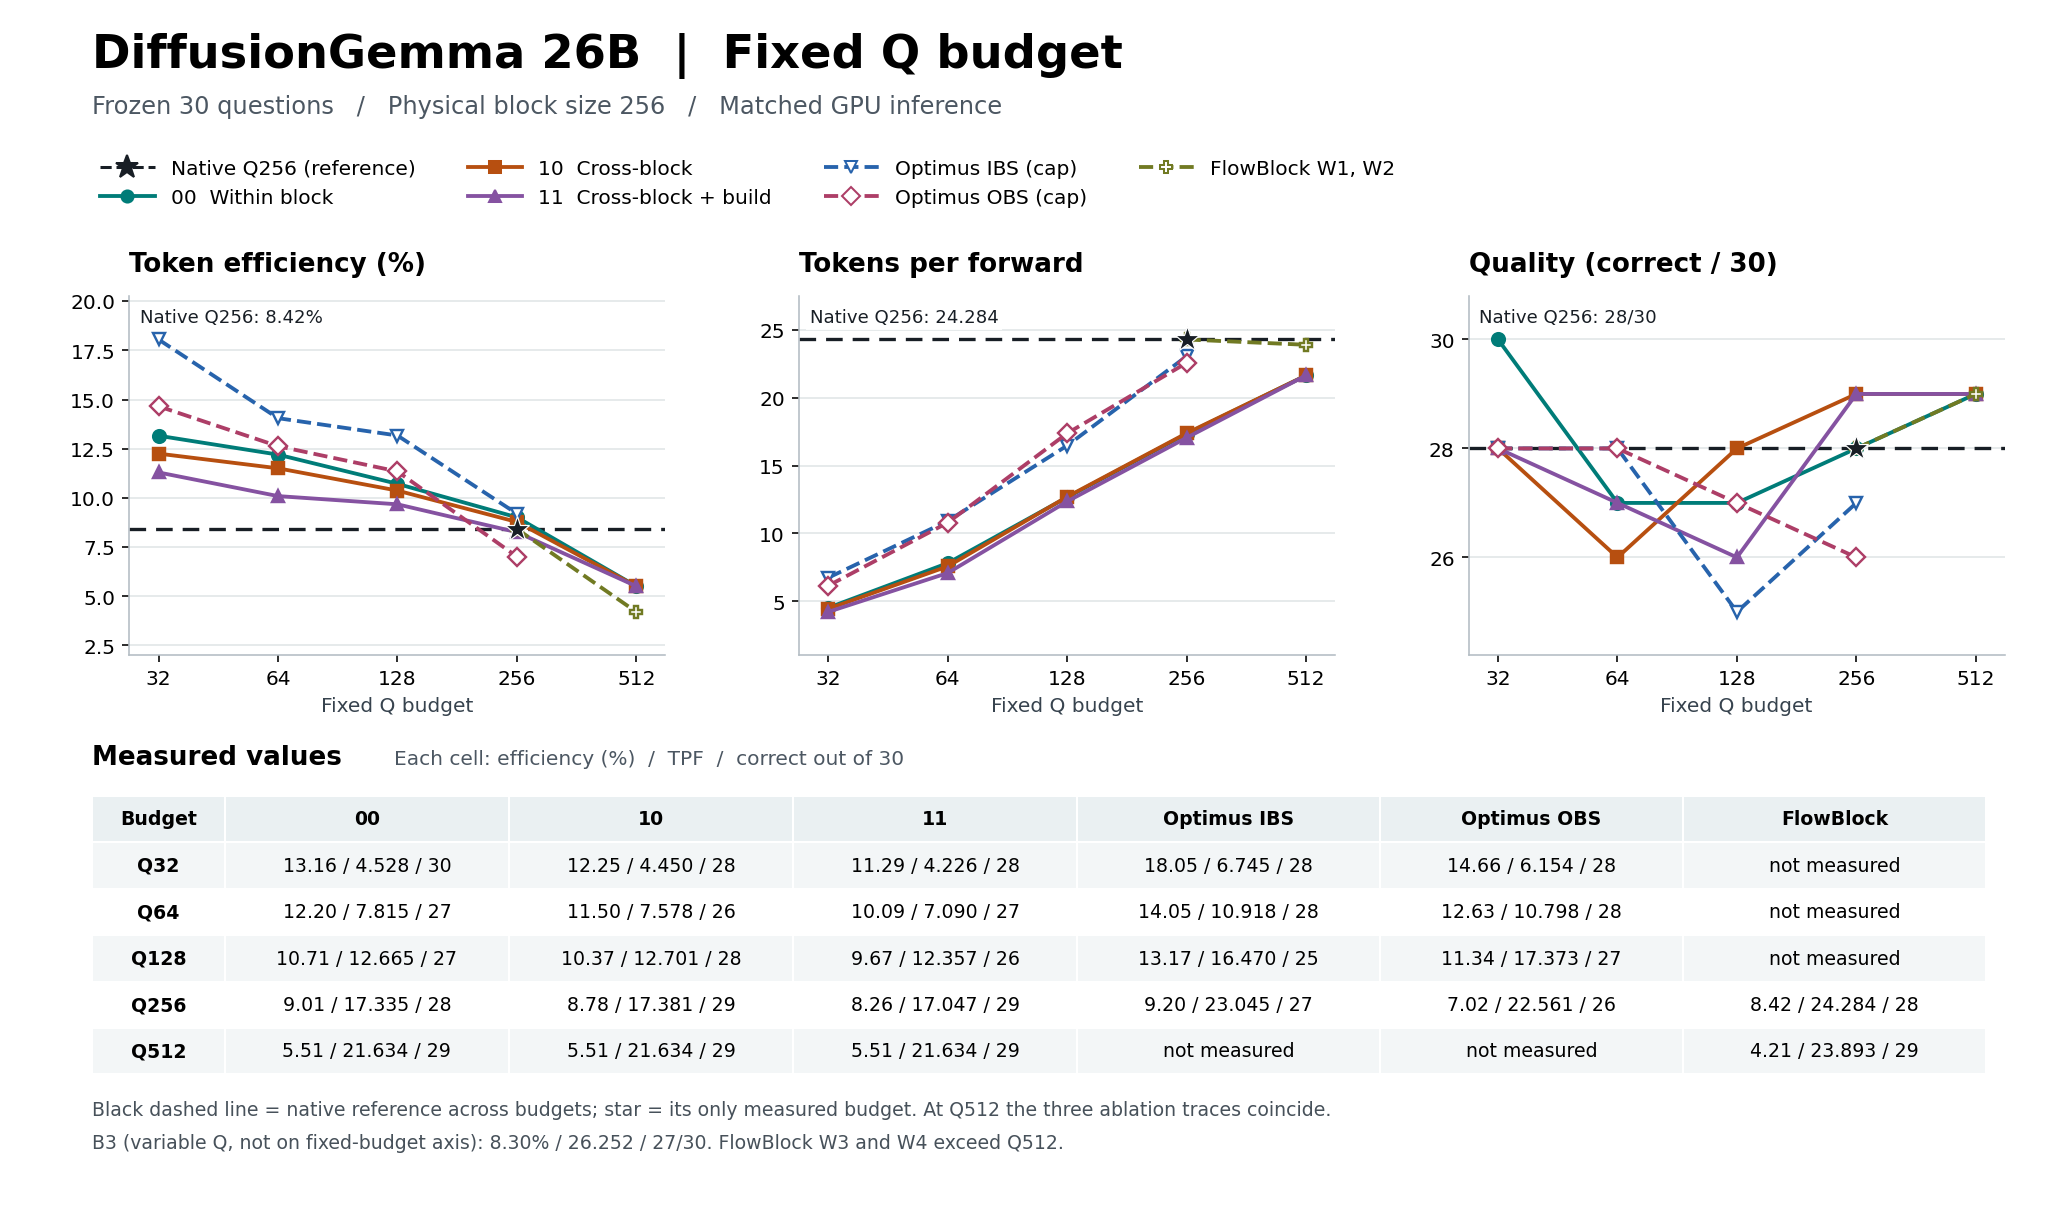 DiffusionGemma 26B | Fixed Q budget
Frozen 30 questions / Physical block size 256 / Matched GPU inference
Native Q256 (reference) 10 Cross-block Optimus IBS (cap) FlowBlock W1, W2
00 Within block 11 Cross-block + build Optimus OBS (cap)
Token efficiency (%)
Native Q256: 8.42%
20.0
17.5
15.0
12.5
10.0
7.5
5.0
2.5
32 64 128 256 512
Fixed Q budget
Tokens per forward
Native Q256: 24.284
25
20
15
10
5
32 64 128 256 512
Fixed Q budget
Quality (correct / 30)
Native Q256: 28/30
30
28
26
32 64 128 256 512
Fixed Q budget
Measured values Each cell: efficiency (%) / TPF / correct out of 30
Budget 00 10 11 Optimus IBS Optimus OBS FlowBlock
Q32 13.16 / 4.528 / 30 12.25 / 4.450 / 28 11.29 / 4.226 / 28 18.05 / 6.745 / 28 14.66 / 6.154 / 28 not measured
Q64 12.20 / 7.815 / 27 11.50 / 7.578 / 26 10.09 / 7.090 / 27 14.05 / 10.918 / 28 12.63 / 10.798 / 28 not measured
Q128 10.71 / 12.665 / 27 10.37 / 12.701 / 28 9.67 / 12.357 / 26 13.17 / 16.470 / 25 11.34 / 17.373 / 27 not measured
Q256 9.01 / 17.335 / 28 8.78 / 17.381 / 29 8.26 / 17.047 / 29 9.20 / 23.045 / 27 7.02 / 22.561 / 26 8.42 / 24.284 / 28
Q512 5.51 / 21.634 / 29 5.51 / 21.634 / 29 5.51 / 21.634 / 29 not measured not measured 4.21 / 23.893 / 29
Black dashed line = native reference across budgets; star = its only measured budget. At Q512 the three ablation traces coincide.
B3 (variable Q, not on fixed-budget axis): 8.30% / 26.252 / 27/30. FlowBlock W3 and W4 exceed Q512.